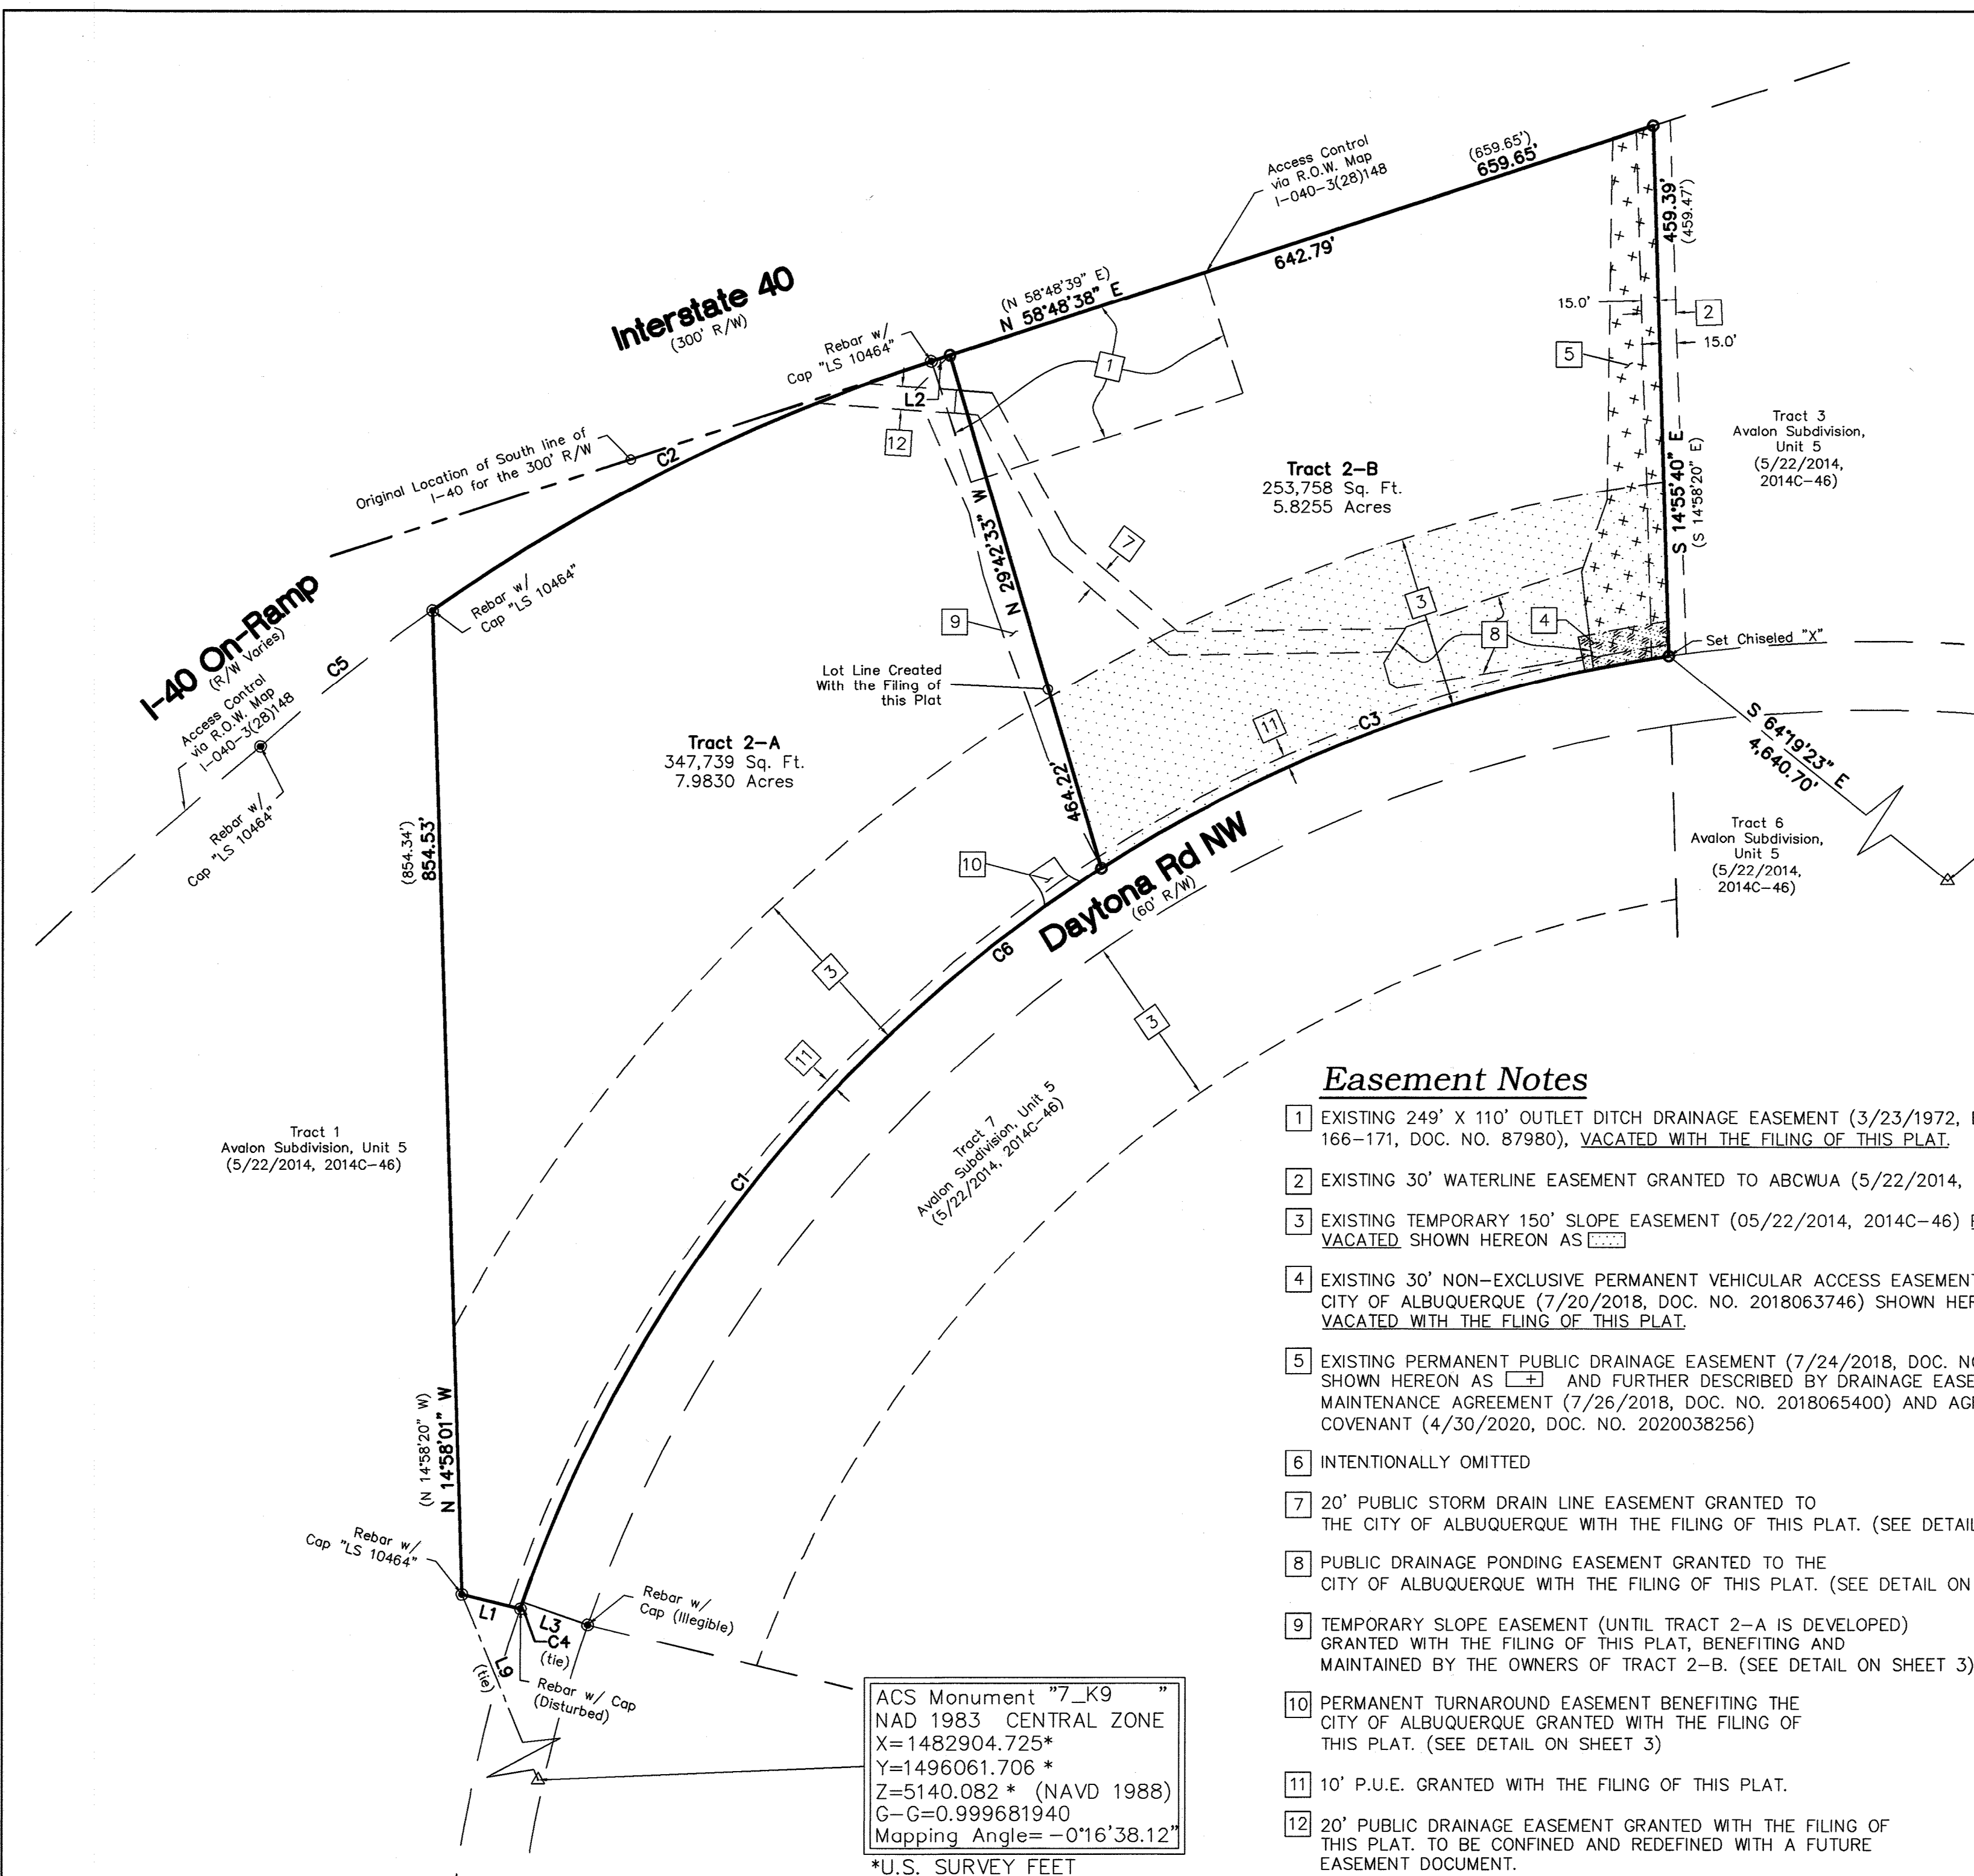 Interstate 40
(300' R/W)
Access Control
via R.O.W. Map
I-040-3(28)148
(659.65')
659.65'
642.79'
(N 58°48'39" E)
N 58°48'38" E
Rebar w/
Cap "LS 10464"
L2
12
1
459.39'
(459.47')
15.0'
2
15.0'
5
Tract 3
Avalon Subdivision,
Unit 5
(5/22/2014,
2014C-46)
S 14°55'40" E
(S 14°58'20" E)
Original Location of South line of
I-40 for the 300' R/W
C2
Tract 2-B
253,758 Sq. Ft.
5.8255 Acres
I-40 On-Ramp
(R/W Varies)
Access Control
via R.O.W. Map
I-040-3(28)148
C5
Rebar w/
Cap "LS 10464"
Rebar w/
Cap "LS 10464"
N 29°42'33" W
464.22'
7
9
3
8
4
Set Chiseled "X"
Lot Line Created
With the Filing of
this Plat
11
C3
S 64°19'23" E
4,640.70'
Tract 2-A
347,739 Sq. Ft.
7.9830 Acres
(854.34')
854.53'
10
Daytona Rd NW
(60' R/W)
C6
Tract 6
Avalon Subdivision,
Unit 5
(5/22/2014,
2014C-46)
3
3
11
Tract 1
Avalon Subdivision, Unit 5
(5/22/2014, 2014C-46)
C1
Tract 7
Avalon Subdivision, Unit 5
(5/22/2014, 2014C-46)
(N 14°58'20" W)
N 14°58'01" W
Rebar w/
Cap "LS 10464"
L1
L3
C4
(tie)
Rebar w/
Cap (Illegible)
L9
(tie)
Rebar w/ Cap
(Disturbed)
ACS Monument "7_K9 "
NAD 1983 CENTRAL ZONE
X=1482904.725*
Y=1496061.706 *
Z=5140.082 * (NAVD 1988)
G-G=0.999681940
Mapping Angle= -0°16'38.12"
*U.S. SURVEY FEET
Easement Notes
1 EXISTING 249' X 110' OUTLET DITCH DRAINAGE EASEMENT (3/23/1972,
166-171, DOC. NO. 87980), VACATED WITH THE FILING OF THIS PLAT.
2 EXISTING 30' WATERLINE EASEMENT GRANTED TO ABCWUA (5/22/2014,
3 EXISTING TEMPORARY 150' SLOPE EASEMENT (05/22/2014, 2014C-46)
VACATED SHOWN HEREON AS
4 EXISTING 30' NON-EXCLUSIVE PERMANENT VEHICULAR ACCESS EASEMENT
CITY OF ALBUQUERQUE (7/20/2018, DOC. NO. 2018063746) SHOWN
VACATED WITH THE FLING OF THIS PLAT.
5 EXISTING PERMANENT PUBLIC DRAINAGE EASEMENT (7/24/2018, DOC.
SHOWN HEREON AS + AND FURTHER DESCRIBED BY DRAINAGE
MAINTENANCE AGREEMENT (7/26/2018, DOC. NO. 2018065400) AND
COVENANT (4/30/2020, DOC. NO. 2020038256)
6 INTENTIONALLY OMITTED
7 20' PUBLIC STORM DRAIN LINE EASEMENT GRANTED TO
THE CITY OF ALBUQUERQUE WITH THE FILING OF THIS PLAT. (SEE DETAIL
8 PUBLIC DRAINAGE PONDING EASEMENT GRANTED TO THE
CITY OF ALBUQUERQUE WITH THE FILING OF THIS PLAT. (SEE DETAIL ON
9 TEMPORARY SLOPE EASEMENT (UNTIL TRACT 2-A IS DEVELOPED)
GRANTED WITH THE FILING OF THIS PLAT, BENEFITING AND
MAINTAINED BY THE OWNERS OF TRACT 2-B. (SEE DETAIL ON SHEET 3)
10 PERMANENT TURNAROUND EASEMENT BENEFITING THE
CITY OF ALBUQUERQUE GRANTED WITH THE FILING OF
THIS PLAT. (SEE DETAIL ON SHEET 3)
11 10' P.U.E. GRANTED WITH THE FILING OF THIS PLAT.
12 20' PUBLIC DRAINAGE EASEMENT GRANTED WITH THE FILING OF
THIS PLAT. TO BE CONFINED AND REDEFINED WITH A FUTURE
EASEMENT DOCUMENT.